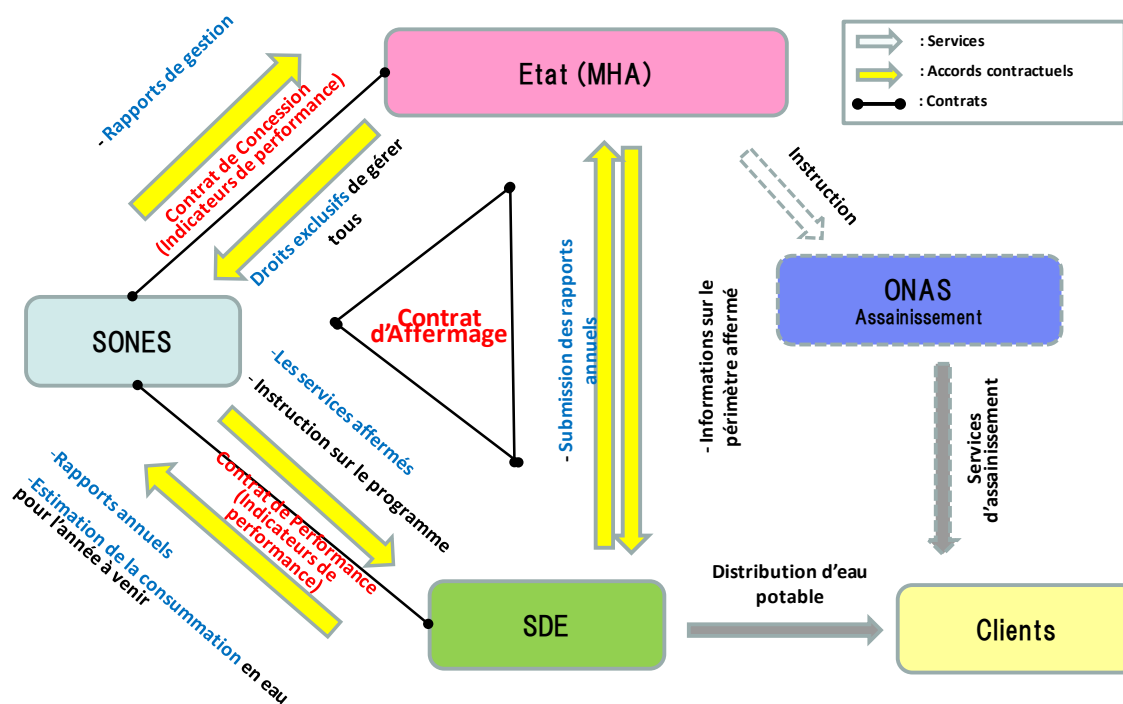 Etat (MHA)
: Services
: Accords contractuels
: Contrats
- Rapports de gestion
Contrat de Concession
(Indicateurs de performance)
Droits exclusifs de gérer
tous
Instruction
ONAS
Assainissement
SONES
Contrat
d'Affermage
- Submission des rapports
annuels
- Informations sur le
périmètre affermé
-Les services affermés
- Instruction sur le programme
Contrat de Performance
(Indicateurs de
performance)
-Rapports annuels
-Estimation de la consummation en eau
pour l'année à venir
Services
d'assainissement
Distribution d'eau
potable
SDE
Clients